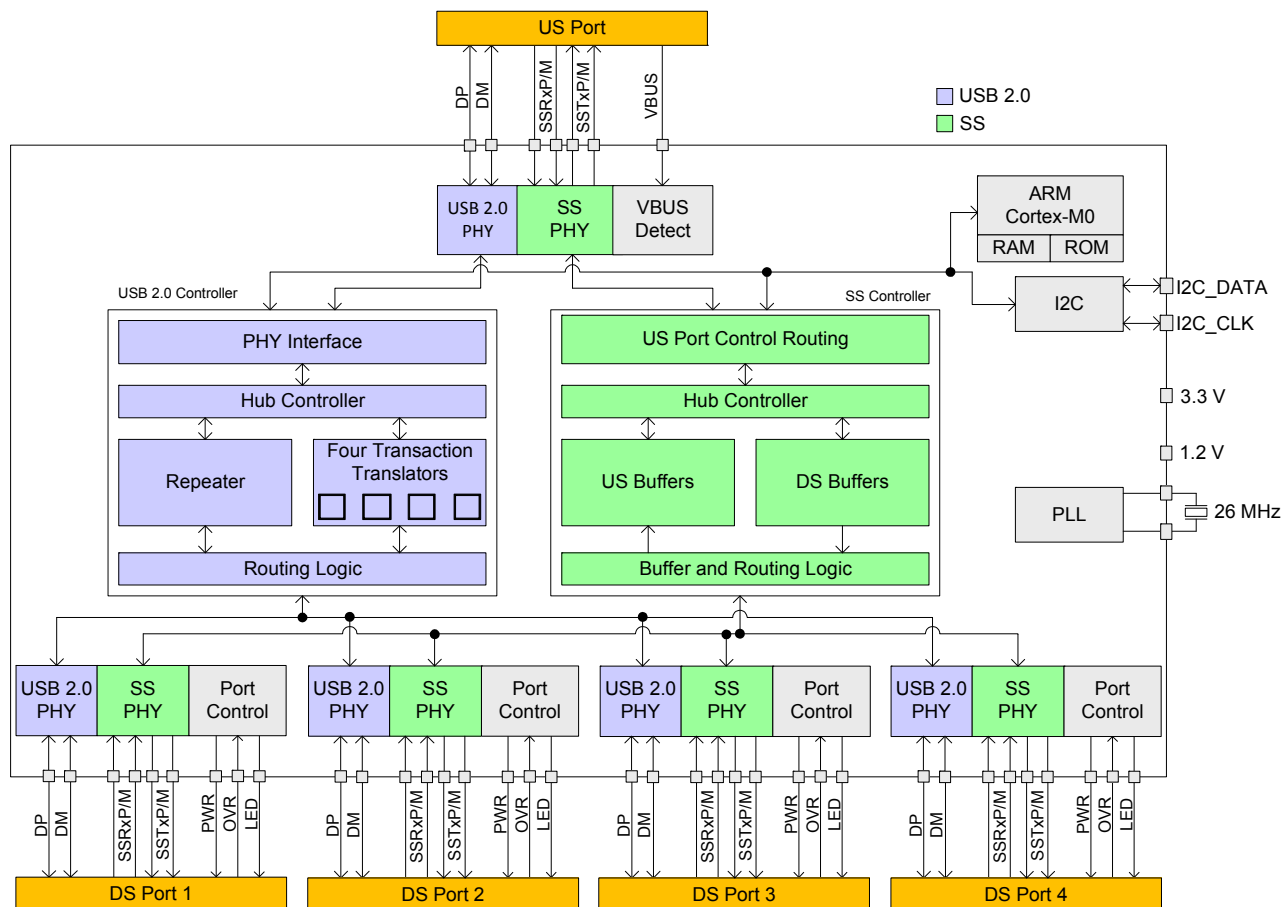 US Port
DP
DM
SSRxP/M
SSTxP/M
VBUS
USB 2.0
SS
USB 2.0
PHY
SS
PHY
VBUS
Detect
ARM
Cortex-M0
RAM
ROM
I2C
I2C_DATA
I2C_CLK
3.3 V
1.2 V
PLL
26 MHz
USB 2.0 Controller
PHY Interface
Hub Controller
Repeater
Four Transaction
Translators
Routing Logic
SS Controller
US Port Control Routing
Hub Controller
US Buffers
DS Buffers
Buffer and Routing Logic
USB 2.0
PHY
SS
PHY
Port
Control
USB 2.0
PHY
SS
PHY
Port
Control
USB 2.0
PHY
SS
PHY
Port
Control
USB 2.0
PHY
SS
PHY
Port
Control
DP
DM
SSRxP/M
SSTxP/M
PWR
OVR
LED
DP
DM
SSRxP/M
SSTxP/M
PWR
OVR
LED
DP
DM
SSRxP/M
SSTxP/M
PWR
OVR
LED
DP
DM
SSRxP/M
SSTxP/M
PWR
OVR
LED
DS Port 1
DS Port 2
DS Port 3
DS Port 4